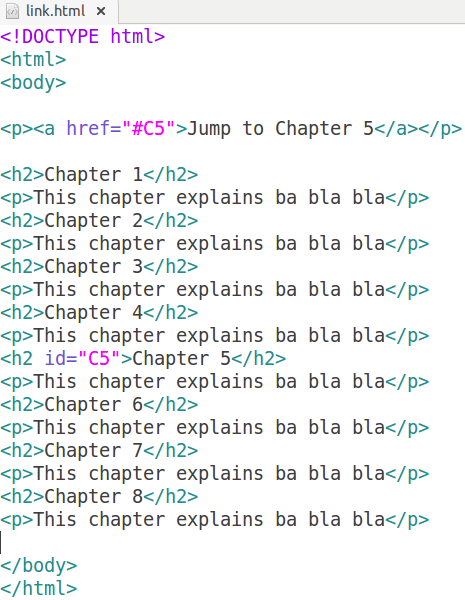 link.html
<!DOCTYPE html>
<html>
<body>
<p><a href="#C5">Jump to Chapter 5</a></p>
<h2>Chapter 1</h2>
<p>This chapter explains ba bla bla</p>
<h2>Chapter 2</h2>
<p>This chapter explains ba bla bla</p>
<h2>Chapter 3</h2>
<p>This chapter explains ba bla bla</p>
<h2>Chapter 4</h2>
<p>This chapter explains ba bla bla</p>
<h2 id="C5">Chapter 5</h2>
<p>This chapter explains ba bla bla</p>
<h2>Chapter 6</h2>
<p>This chapter explains ba bla bla</p>
<h2>Chapter 7</h2>
<p>This chapter explains ba bla bla</p>
<h2>Chapter 8</h2>
<p>This chapter explains ba bla bla</p>
</body>
</html>